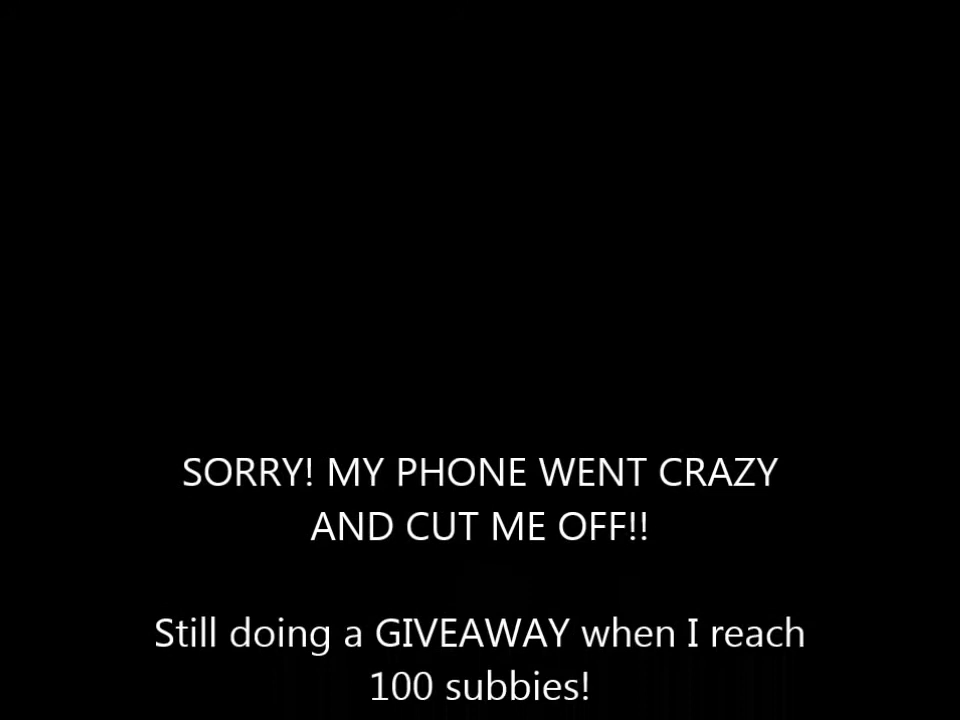 SORRY! MY PHONE WENT CRAZY
AND CUT ME OFF!!
Still doing a GIVEAWAY when I reach
100 subbies!